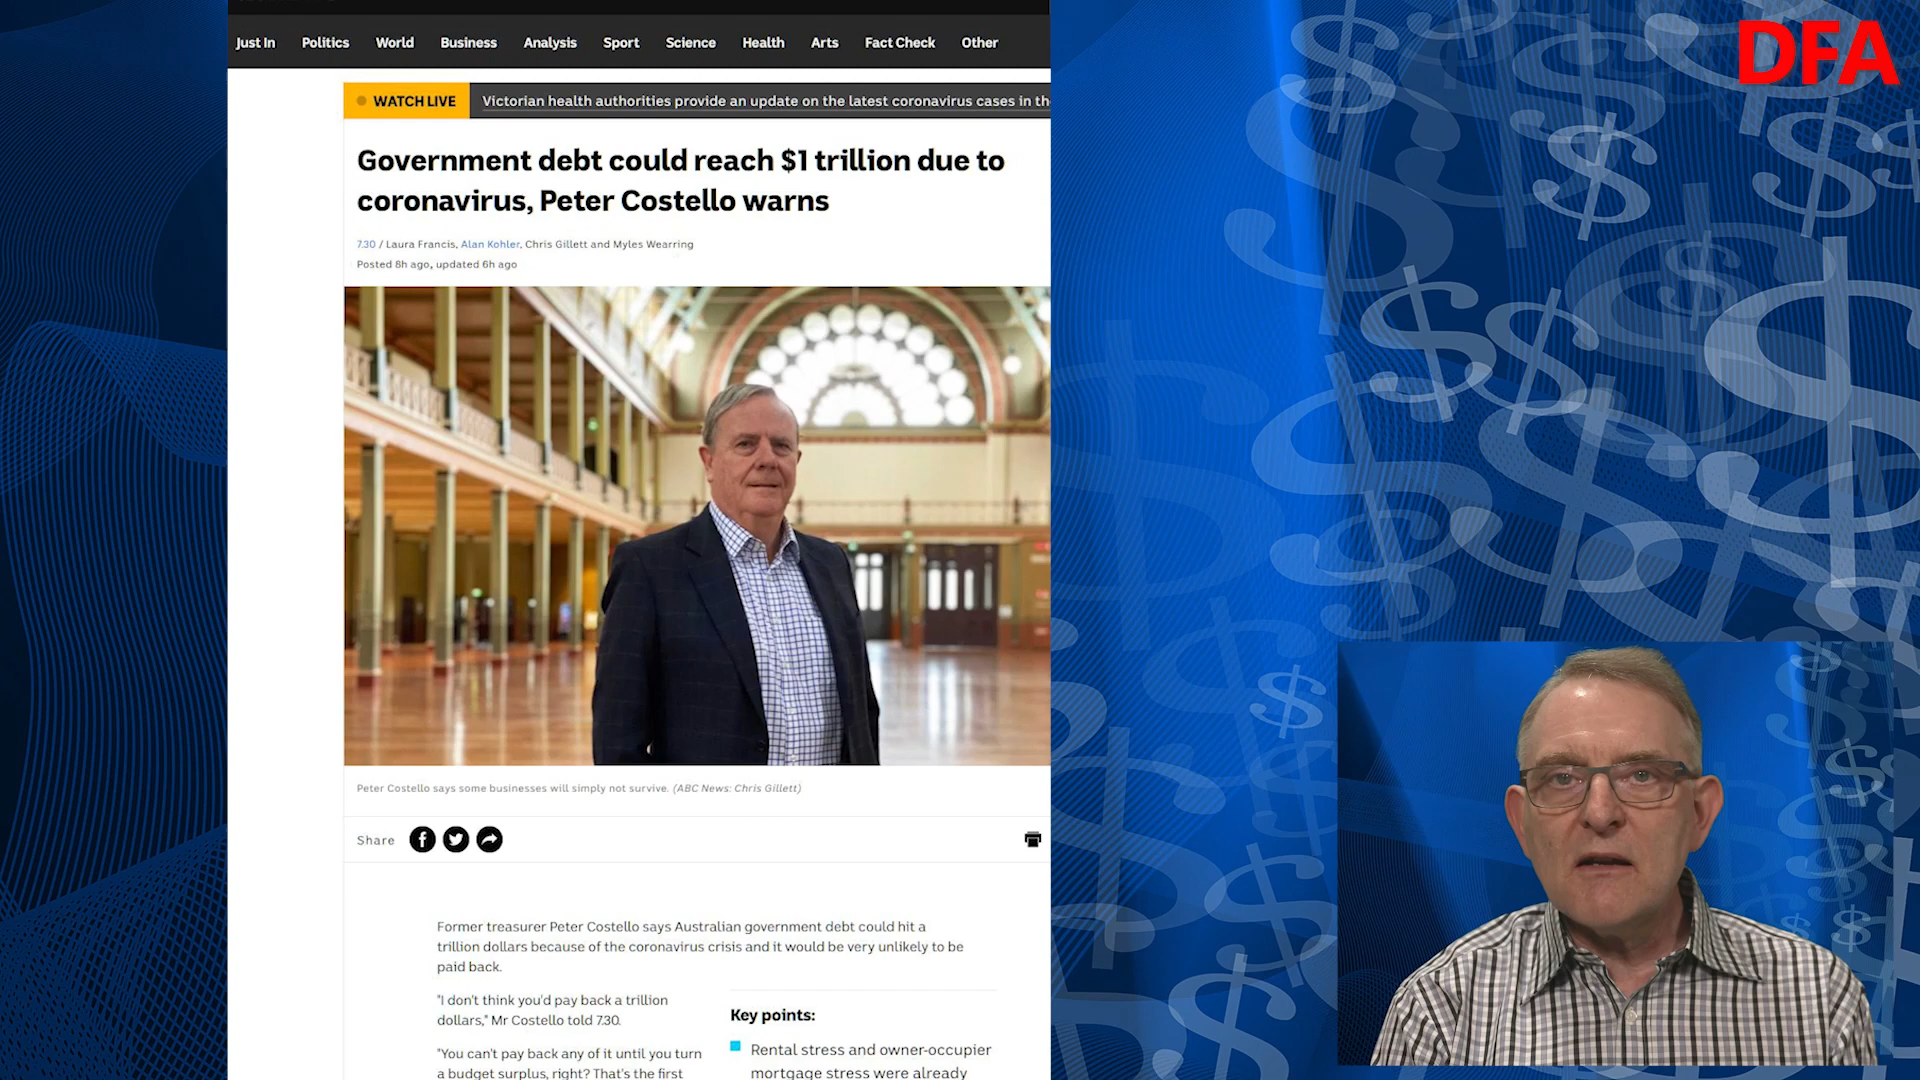 DFA
Just In Politics World Business Analysis Sport Science Health Arts Fact Check Other
WATCH LIVE Victorian health authorities provide an update on the latest coronavirus cases in th
Government debt could reach $1 trillion due to
coronavirus, Peter Costello warns
7.30 / Laura Francis, Alan Kohler, Chris Gillett and Myles Wearring
Posted 8h ago, updated 6h ago
Peter Costello says some businesses will simply not survive. (ABC News: Chris Gillett)
Share
Former treasurer Peter Costello says Australian government debt could hit a
trillion dollars because of the coronavirus crisis and it would be very unlikely to be
paid back.
"I don't think you'd pay back a trillion
dollars," Mr Costello told 7.30.
"You can't pay back any of it until you turn
a budget surplus, right? That's the first
Key points:
Rental stress and owner-occupier
mortgage stress were already